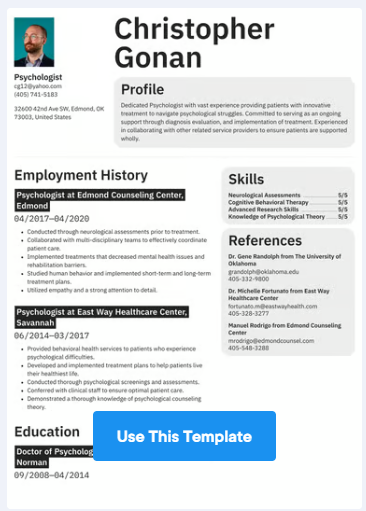 Christopher
Gonan
Psychologist
cg12@yahoo.com
(405) 741-5183
32600 42nd Ave SW, Edmond, OK
73003, United States
Profile
Dedicated Psychologist with vast experience providing patients with innovative
treatment to navigate psychological struggles. Committed to serving as an ongoing
support through diagnosis evaluation, and implementation of treatment. Experienced
in collaborating with other related service providers to ensure patients are supported
wholly.
Employment History
Psychologist at Edmond Counseling Center,
Edmond
04/2017—04/2020
Conducted through neurological assessments prior to treatment.
Collaborated with multi-disciplinary teams to effectively coordinate
patient care.
Implemented treatments that decreased mental health issues and
rehabilitation barriers.
Studied human behavior and implemented short-term and long-term
treatment plans.
Utilized empathy and a strong attention to detail.
Psychologist at East Way Healthcare Center,
Savannah
06/2014—03/2017
Provided behavioral health services to patients who experience
psychological difficulties.
Developed and implemented treatment plans to help patients live
their healthiest life.
Conducted thorough psychological screenings and assessments.
Conferred with clinical staff to ensure optimal patient care.
Demonstrated a thorough knowledge of psychological counseling
theory.
Education
Doctor of Psycholog
Norman
09/2008—04/2014
Skills
Neurological Assessments 5/5
Cognitive Behavioral Therapy 5/5
Advanced Research Skills 5/5
Knowledge of Psychological Theory 5/5
References
Dr. Gene Randolph from The University of
Oklahoma
grandolph@oklahoma.edu
405-332-9800
Dr. Michelle Fortunato from East Way
Healthcare Center
fortunato.m@eastwayhealth.com
405-328-3277
Manuel Rodrigo from Edmond Counseling
Center
mrodrigo@edmondcounsel.com
405-548-3288
Use This Template